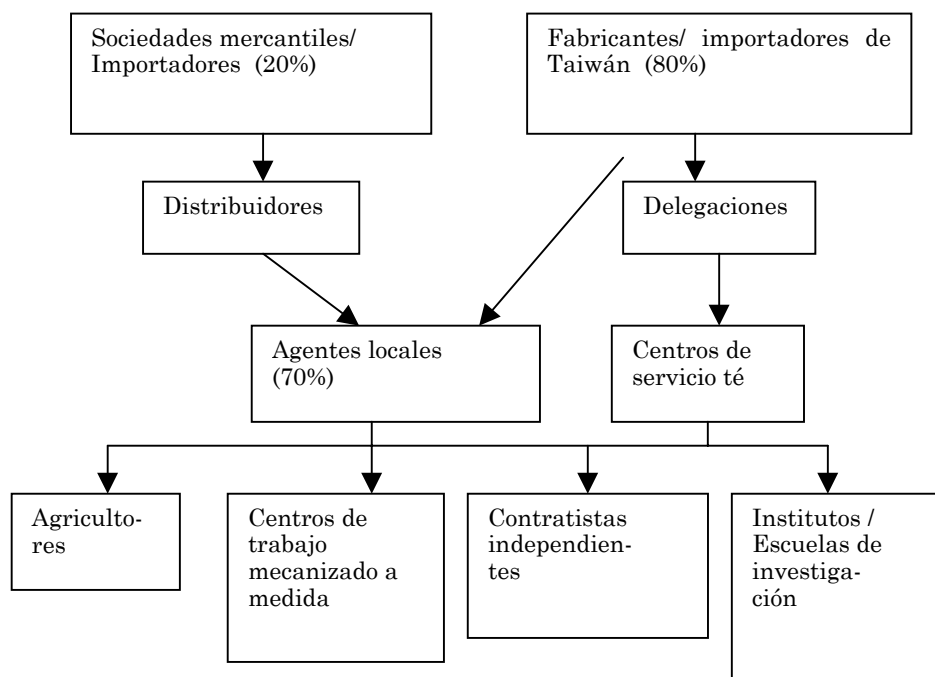 Sociedades mercantiles/
Importadores (20%)
Fabricantes/ importadores de
Taiwán (80%)
Distribuidores
Delegaciones
Agentes locales
(70%)
Centros de
servicio té
Agriculto-
res
Centros de
trabajo
mecanizado a
medida
Contratistas
independien-
tes
Institutos /
Escuelas de
investiga-
ción